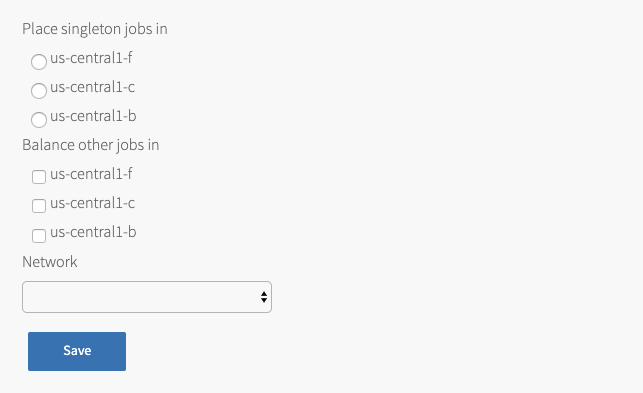 Place singleton jobs in
us-central1-f
us-central1-c
us-central1-b
Balance other jobs in
us-central1-f
us-central1-c
us-central1-b
Network
Save